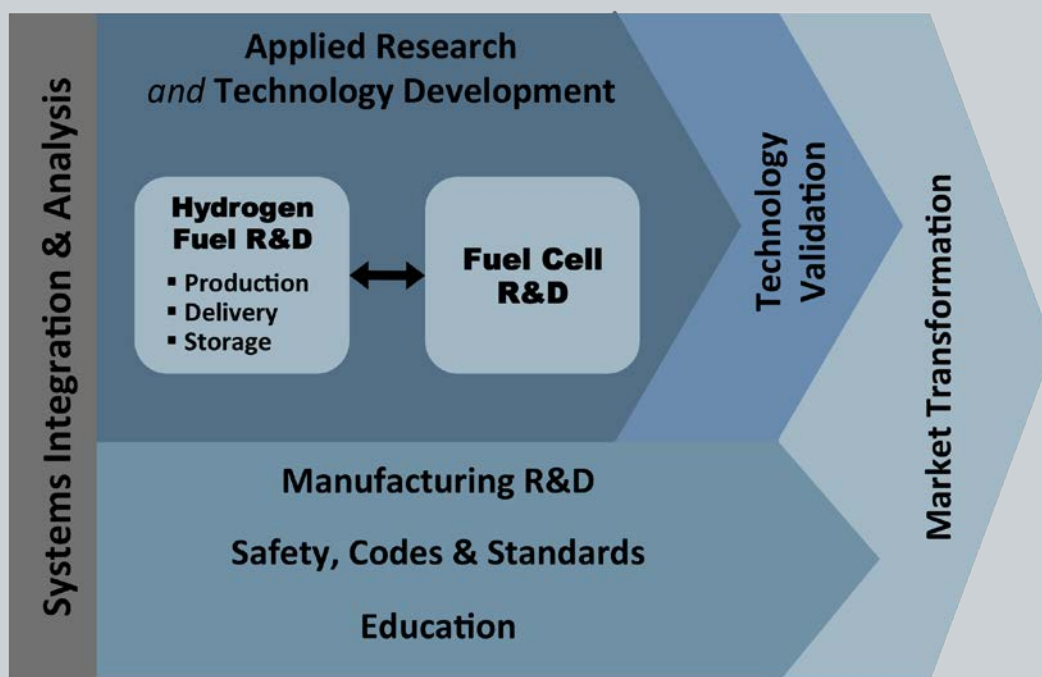 Systems Integration & Analysis
Applied Research
and Technology Development
Hydrogen
Fuel R&D
▪ Production
▪ Delivery
▪ Storage
Fuel Cell
R&D
Technology
Validation
Market Transformation
Manufacturing R&D
Safety, Codes & Standards
Education